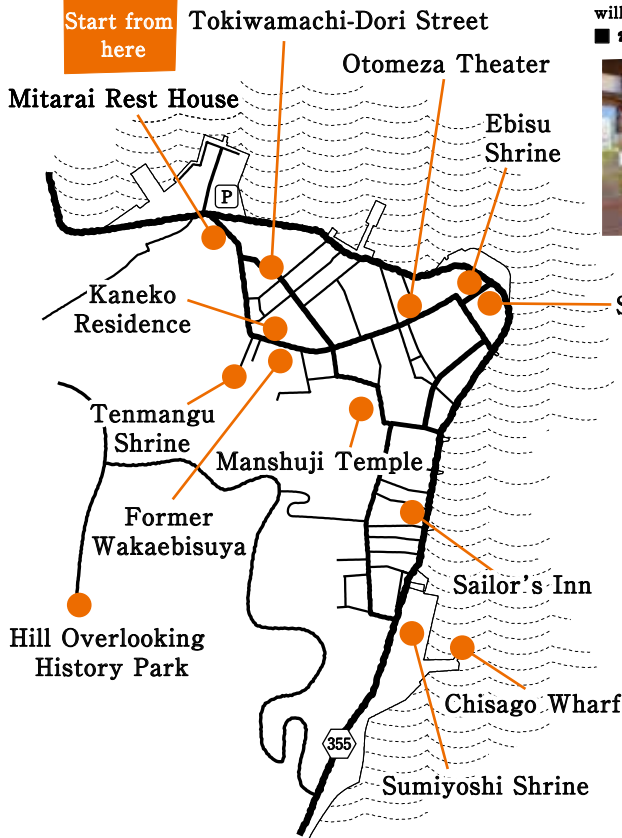 Start from
here
Tokiwamachi-Dori Street
will
Otomeza Theater
Mitarai Rest House
Ebisu
Shrine
P
Kaneko
Residence
S
Tenmangu
Shrine
Manshuji Temple
Former
Wakaebisuya
Sailor's Inn
Hill Overlooking
History Park
Chisago Wharf
355
Sumiyoshi Shrine